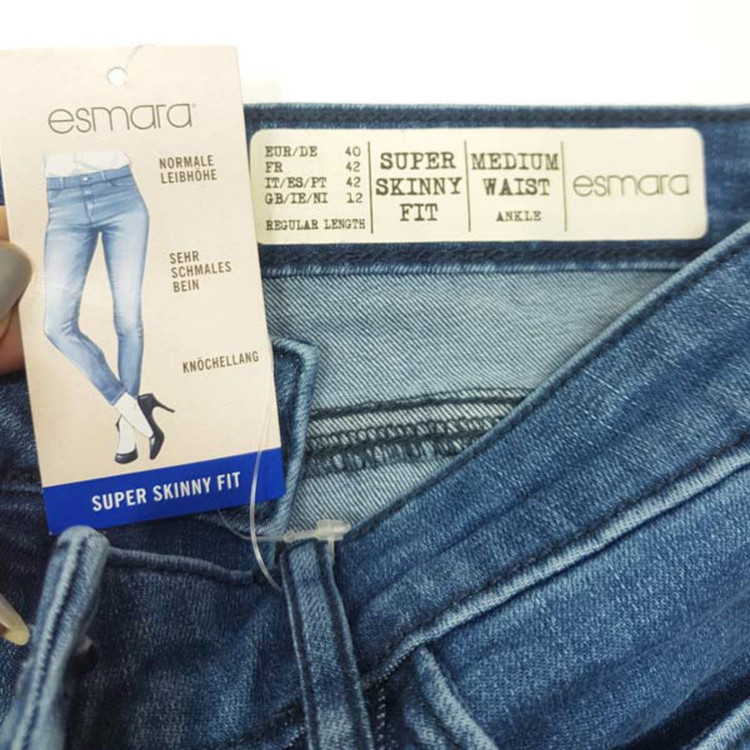 esmara
NORMALE
LEIBHÖHE
SEHR
SCHMALES
BEIN
KNÖCHELLANG
SUPER SKINNY FIT
EUR/DE 40
FR 42
IT/ES/PT 42
GB/IE/NI 12
REGULAR LENGTH
SUPER
SKINNY
FIT
MEDIUM
WAIST
ANKLE
esmara